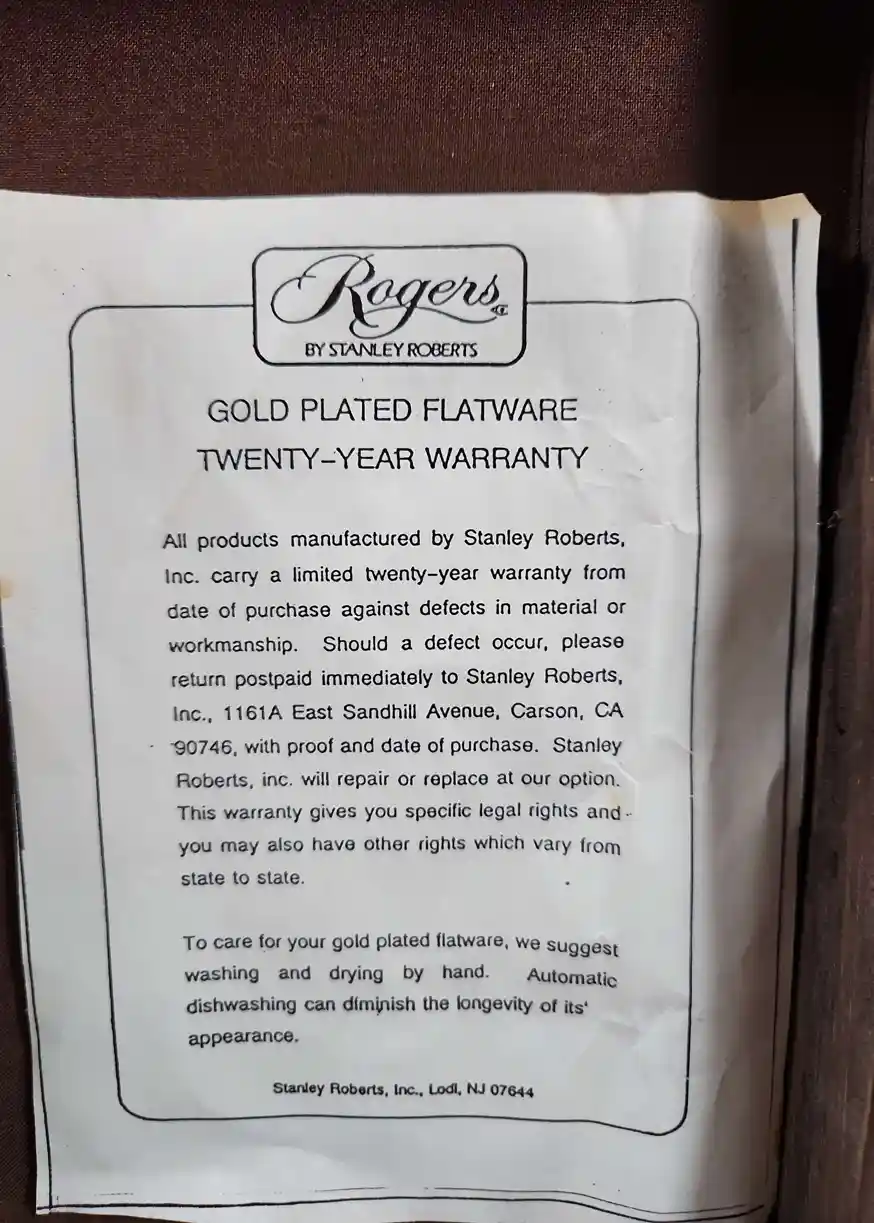 Rogers
BY STANLEY ROBERTS
GOLD PLATED FLATWARE
TWENTY-YEAR WARRANTY
All products manufactured by Stanley Roberts,
Inc. carry a limited twenty-year warranty from
date of purchase against defects in material or
workmanship. Should a defect occur, please
return postpaid immediately to Stanley Roberts,
Inc., 1161A East Sandhill Avenue, Carson, CA
90746, with proof and date of purchase. Stanley
Roberts, inc. will repair or replace at our option.
This warranty gives you specific legal rights and
you may also have other rights which vary from
state to state.
To care for your gold plated flatware, we suggest
washing and drying by hand. Automatic
dishwashing can diminish the longevity of its'
appearance.
Stanley Roberts, Inc., Lodi, NJ 07644